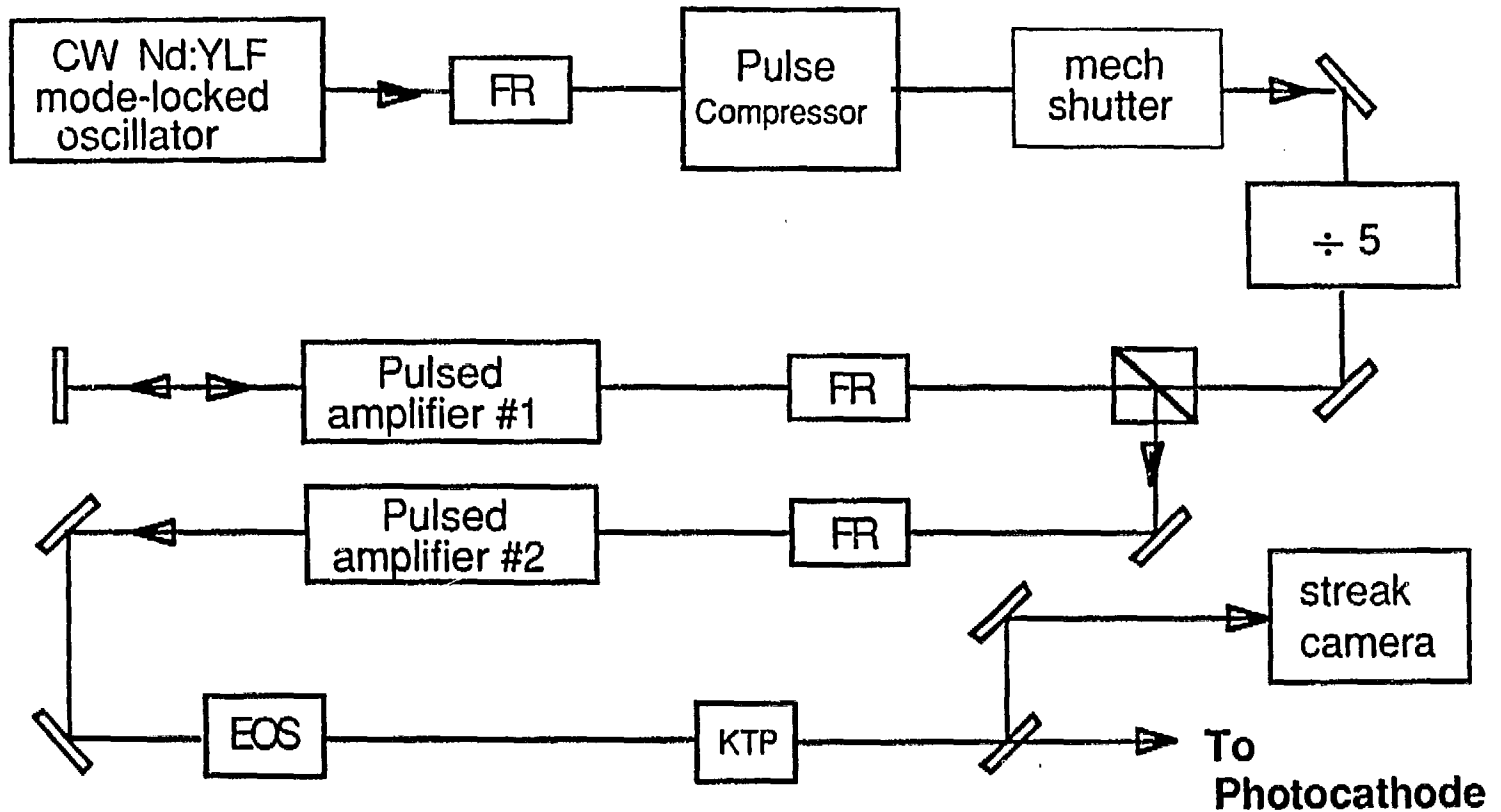 CW Nd:YLF
mode-locked
oscillator
FR
Pulse
Compressor
mech
shutter
÷ 5
Pulsed
amplifier #1
FR
Pulsed
amplifier #2
FR
streak
camera
EOS
KTP
To
Photocathode